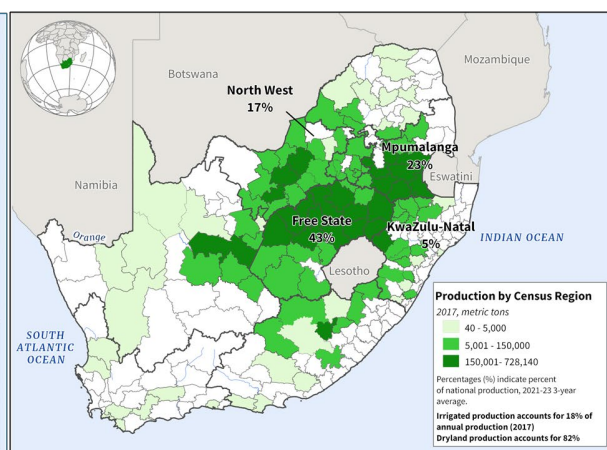 Botswana
Mozambique
North West
17%
Mpumalanga
23%
Eswatini
Namibia
Orange
Free State
43%
KwaZulu-Natal
5%
INDIAN OCEAN
Lesotho
SOUTH
ATLANTIC
OCEAN
Production by Census Region
2017, metric tons
40 - 5,000
5,001 - 150,000
150,001- 728,140
Percentages (%) indicate percent
of national production, 2021-23 3-year
average.
Irrigated production accounts for 18% of
annual production (2017)
Dryland production accounts for 82%